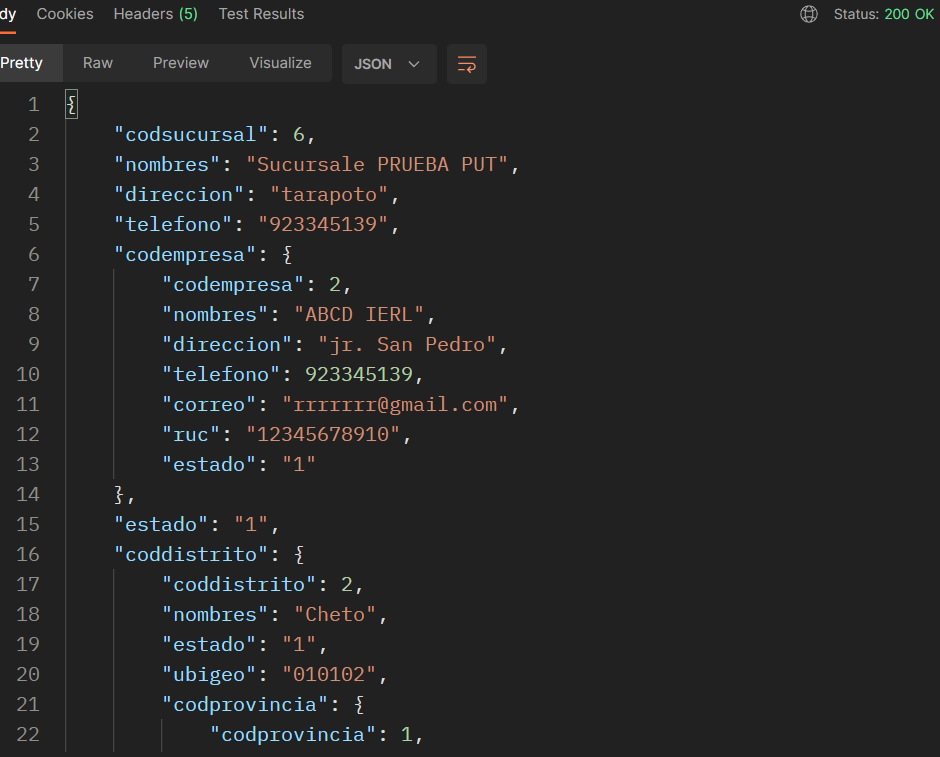 dy Cookies Headers (5) Test Results Status: 200 OK
Pretty Raw Preview Visualize JSON
1 {
2 "codsucursal": 6,
3 "nombres": "Sucursale PRUEBA PUT",
4 "direccion": "tarapoto",
5 "telefono": "923345139",
6 "codempresa": {
7 "codempresa": 2,
8 "nombres": "ABCD IERL",
9 "direccion": "jr. San Pedro",
10 "telefono": 923345139,
11 "correo": "rrrrrrr@gmail.com",
12 "ruc": "12345678910",
13 "estado": "1"
14 },
15 "estado": "1",
16 "coddistrito": {
17 "coddistrito": 2,
18 "nombres": "Cheto",
19 "estado": "1",
20 "ubigeo": "010102",
21 "codprovincia": {
22 "codprovincia": 1,